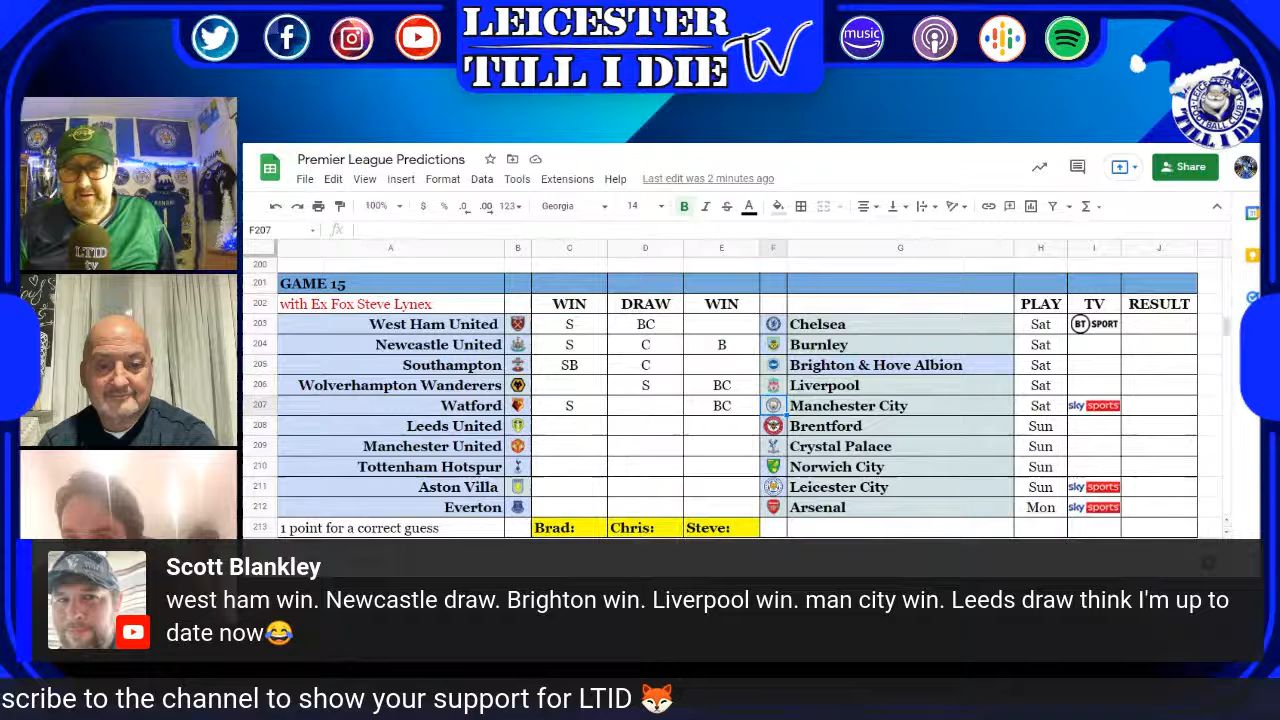 LEICESTER
TILL I DIE TV
music
Premier League Predictions
File Edit View Insert Format Tools Extensions Help Last edit was 2 minutes ago
Share
100% $ % .0 .00 123 Georgia 14 B I S A
F207 fx
A B C D E F G H I J
200
201 GAME 15
202 with Ex Fox Steve Lynex WIN DRAW WIN PLAY TV RESULT
203 West Ham United S BC Chelsea Sat BT SPORT
204 Newcastle United S C B Burnley Sat
205 Southampton SB C Brighton & Hove Albion Sat
206 Wolverhampton Wanderers S BC Liverpool Sat
207 Watford S BC Manchester City Sat sky sports
208 Leeds United Brentford Sun
209 Manchester United Crystal Palace Sun
210 Tottenham Hotspur Norwich City Sun
211 Aston Villa Leicester City Sun sky sports
212 Everton Arsenal Mon sky sports
213 1 point for a correct guess Brad: Chris: Steve:
LTID
tv
Scott Blankley
west ham win. Newcastle draw. Brighton win. Liverpool win. man city win. Leeds draw think I'm up to
date now😂
scribe to the channel to show your support for LTID 🦊